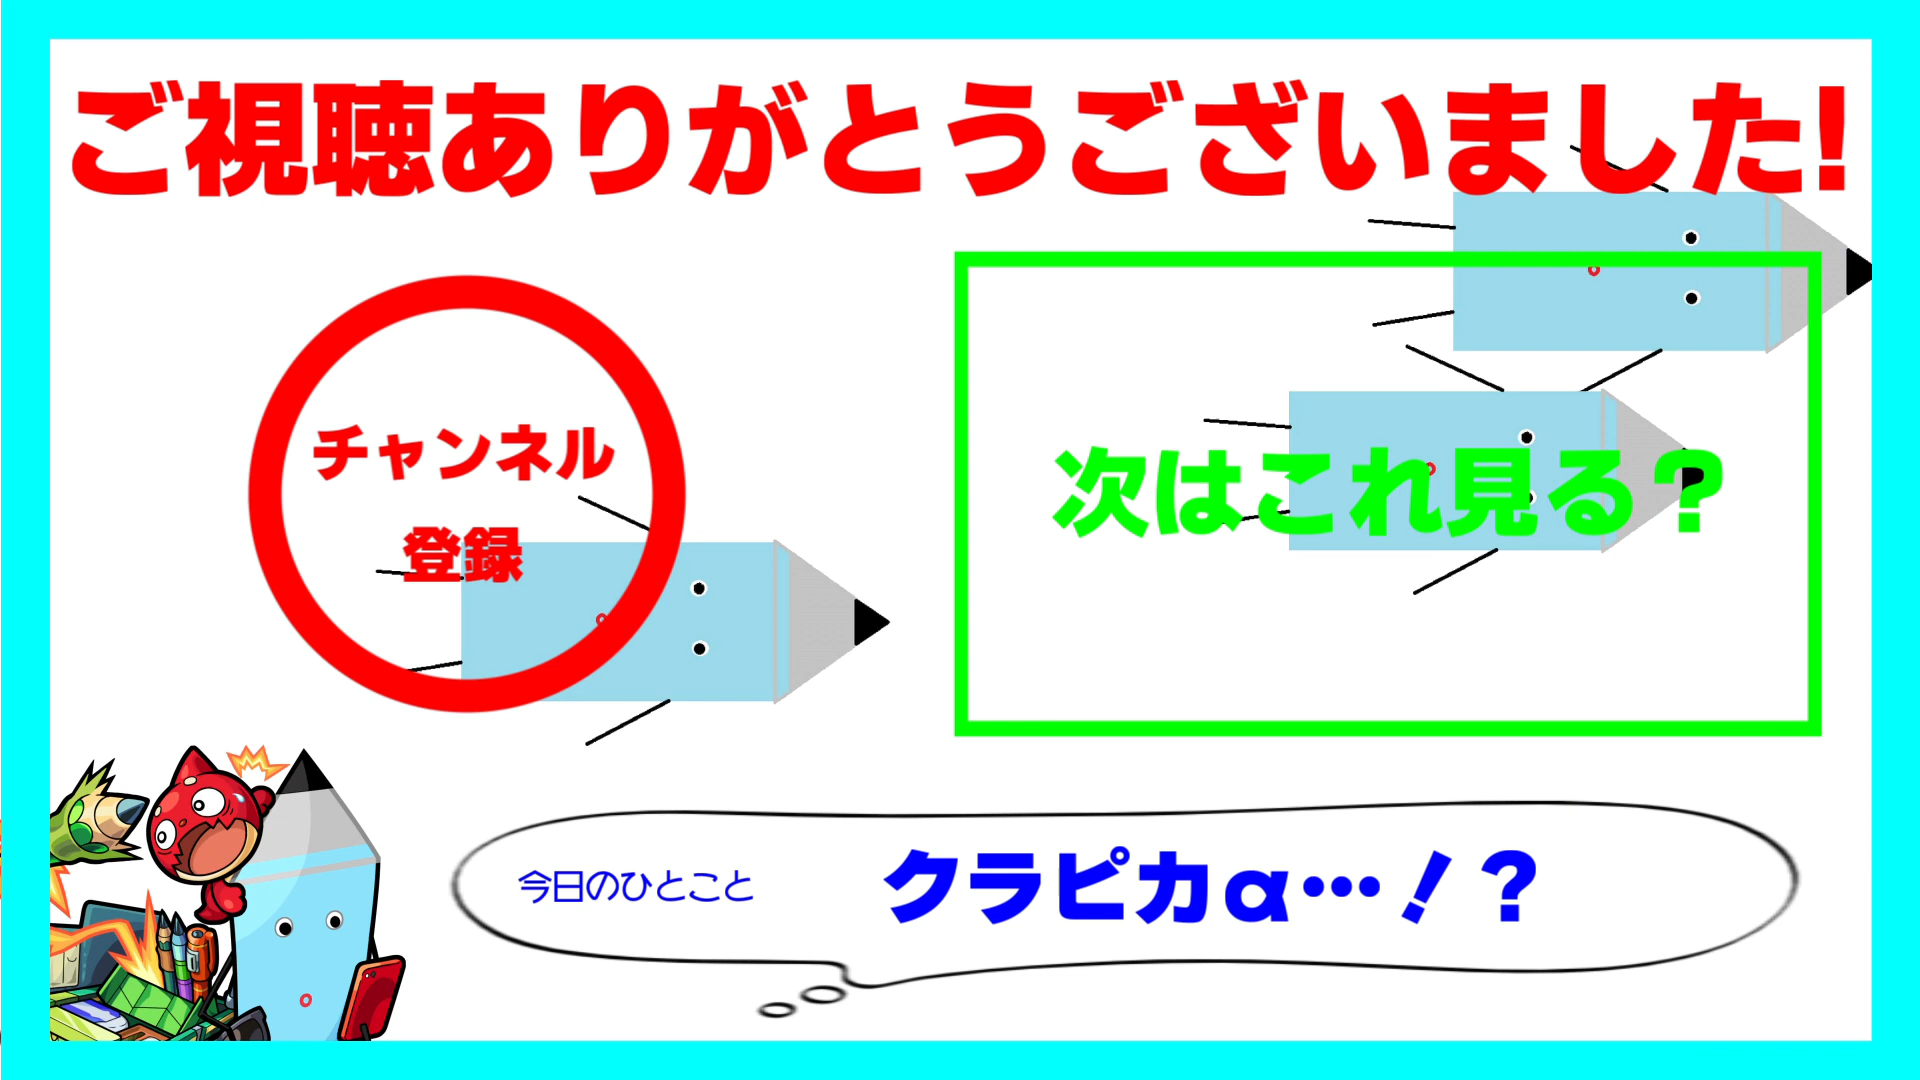 ご視聴ありがとうございました!
チャンネル
登録
次はこれ見る？
今日のひとこと
クラピカα…！？